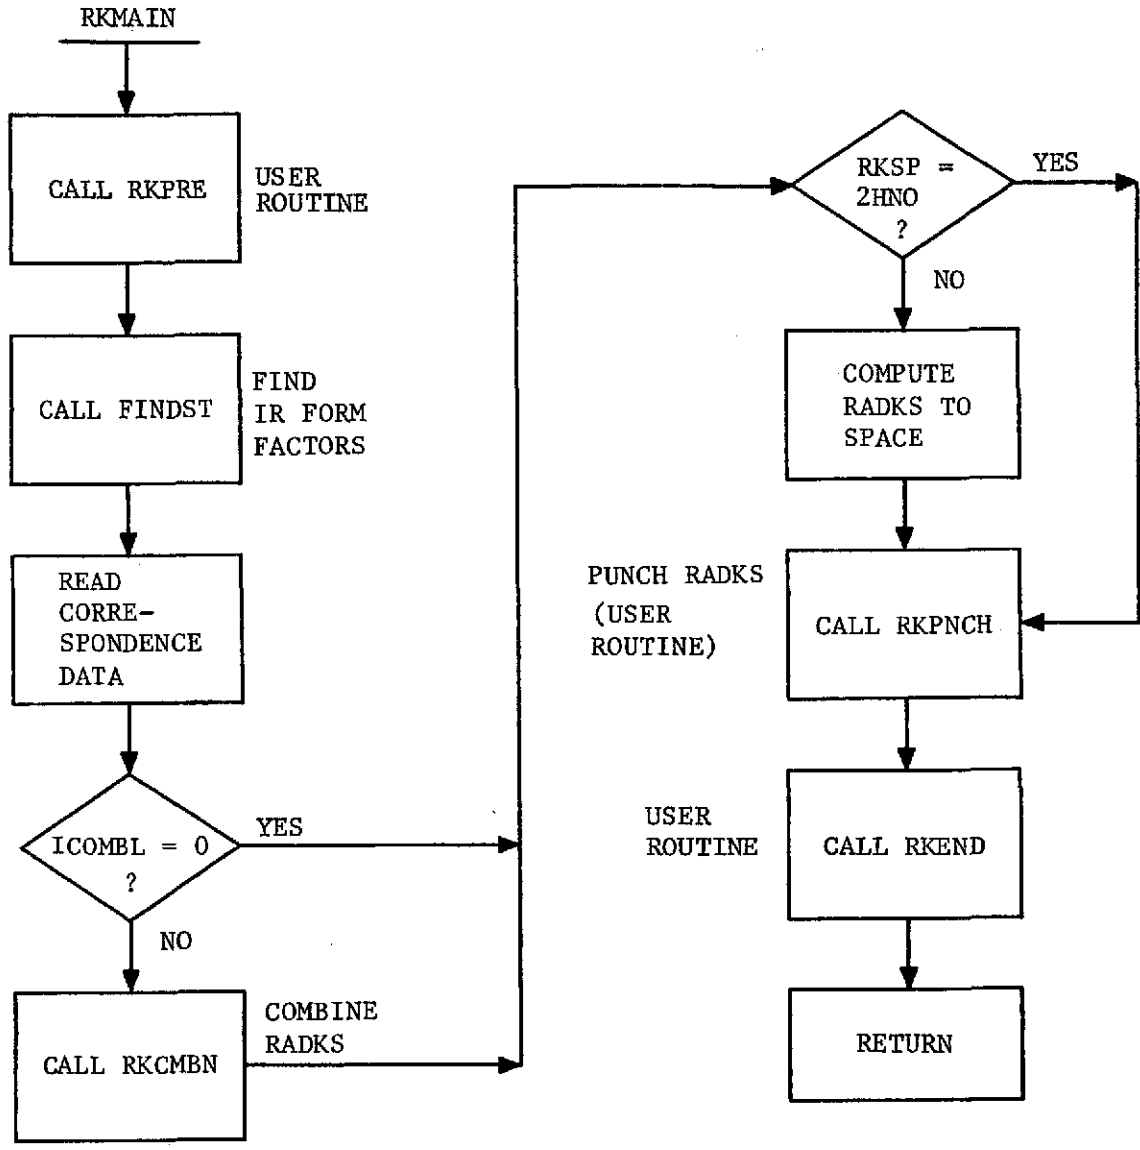 RKMAIN
CALL RKPRE
USER
ROUTINE
CALL FINDST
FIND
IR FORM
FACTORS
READ
CORRE-
SPONDENCE
DATA
ICOMBL = 0
?
YES
NO
CALL RKCMBN
COMBINE
RADKS
RKSP =
2HNO
?
YES
NO
COMPUTE
RADKS TO
SPACE
PUNCH RADKS
(USER
ROUTINE)
CALL RKPNCH
USER
ROUTINE
CALL RKEND
RETURN